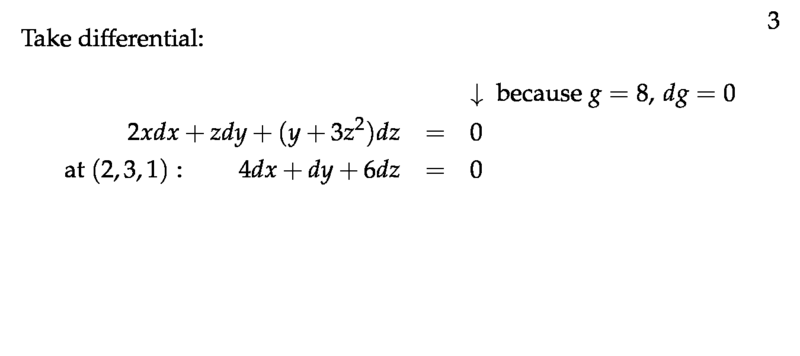 3
Take differential:
↓ because g = 8, dg = 0
2xdx + zdy + (y + 3z²)dz = 0
at (2,3,1) : 4dx + dy + 6dz = 0